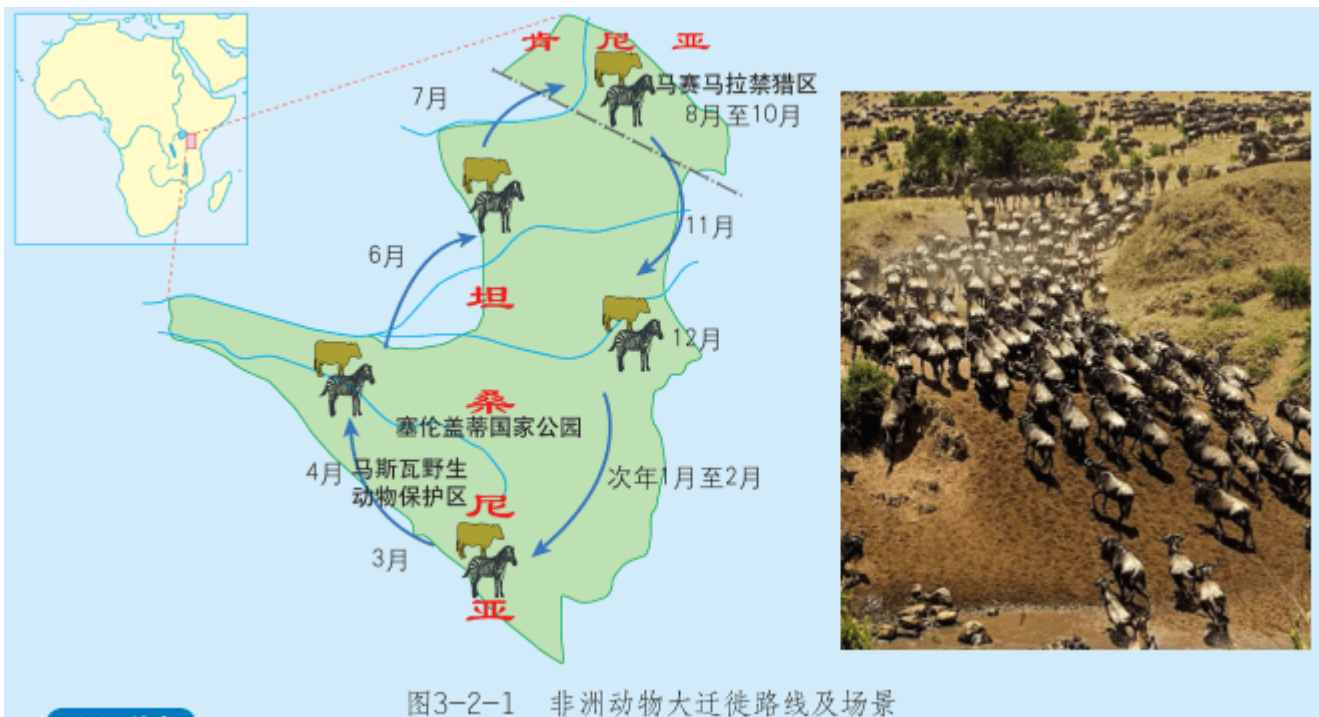 肯尼亚
马赛马拉禁猎区
8月至10月
7月
11月
6月
坦
桑
尼
亚
12月
塞伦盖蒂国家公园
次年1月至2月
4月
马斯瓦野生
动物保护区
3月
图3-2-1 非洲动物大迁徙路线及场景